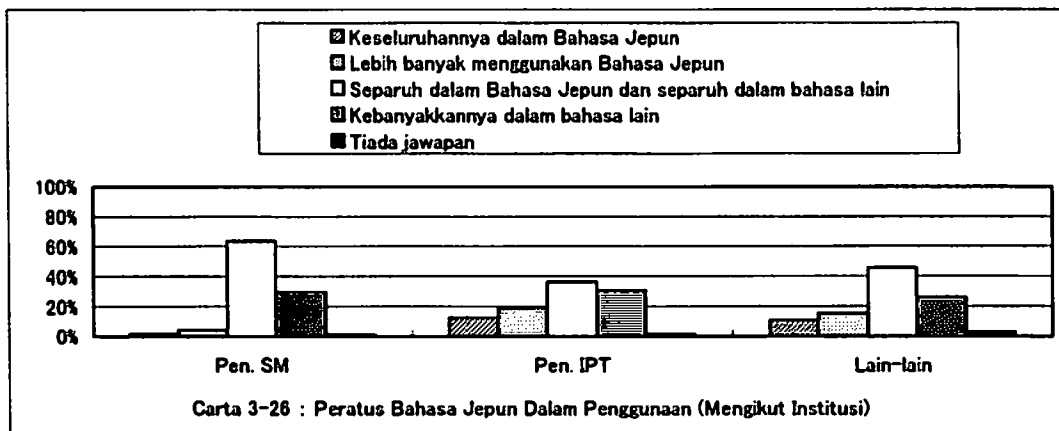 Keseluruhannya dalam Bahasa Jepun
Lebih banyak menggunakan Bahasa Jepun
Separuh dalam Bahasa Jepun dan separuh dalam bahasa lain
Kebanyakkannya dalam bahasa lain
Tiada jawapan
100%
80%
60%
40%
20%
0%
Pen. SM Pen. IPT Lain-lain
Carta 3-26 : Peratus Bahasa Jepun Dalam Penggunaan (Mengikut Institusi)